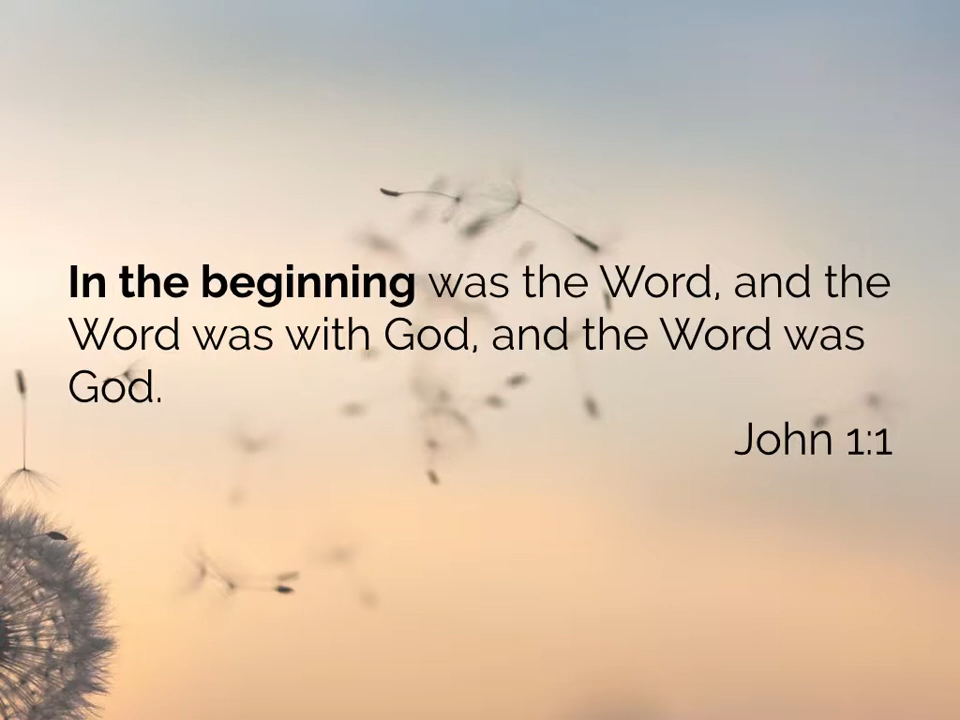 In the beginning was the Word, and the
Word was with God, and the Word was
God.
John 1:1